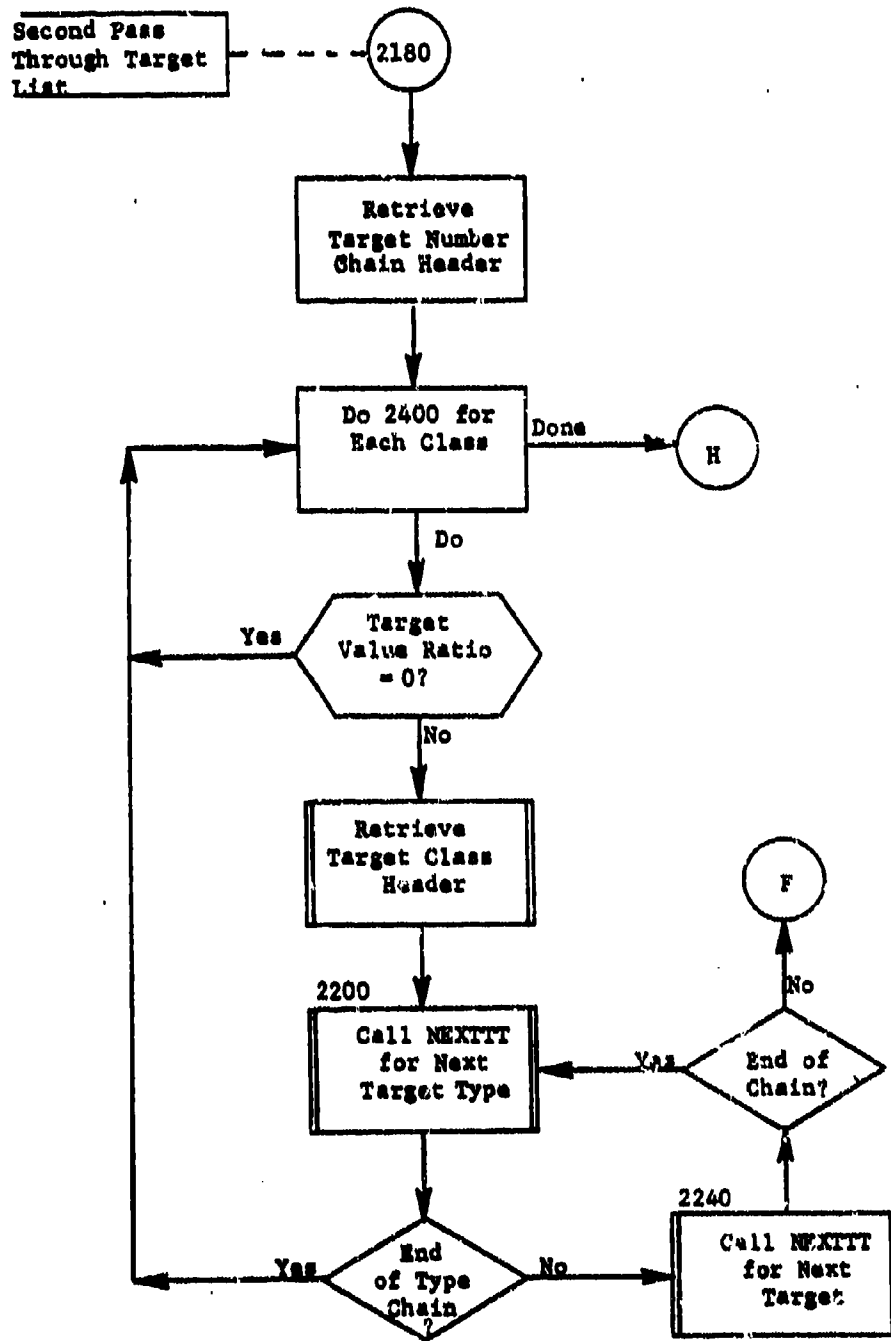 Second Pass
Through Target
List
2180
Retrieve
Target Number
Chain Header
Do 2400 for
Each Class
Done
H
Do
Target
Value Ratio
= 0?
Yes
No
Retrieve
Target Class
Header
F
2200
Call NEXTTT
for Next
Target Type
No
Yes
End of
Chain?
2240
Call NEXTTT
for Next
Target
End
of Type
Chain
?
Yes
No